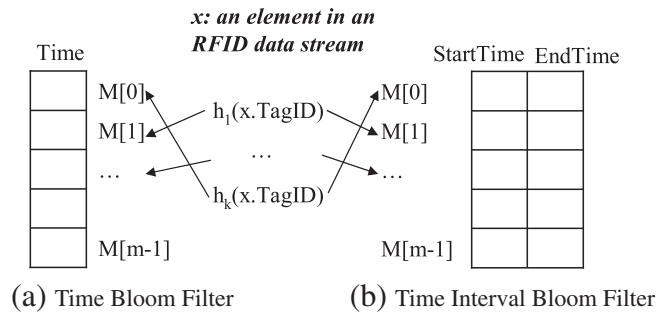 x: an element in an
RFID data stream
Time
StartTime EndTime
M[0]
M[0]
h1(x.TagID)
M[1]
M[1]
...
...
...
hk(x.TagID)
M[m-1]
M[m-1]
(a) Time Bloom Filter
(b) Time Interval Bloom Filter